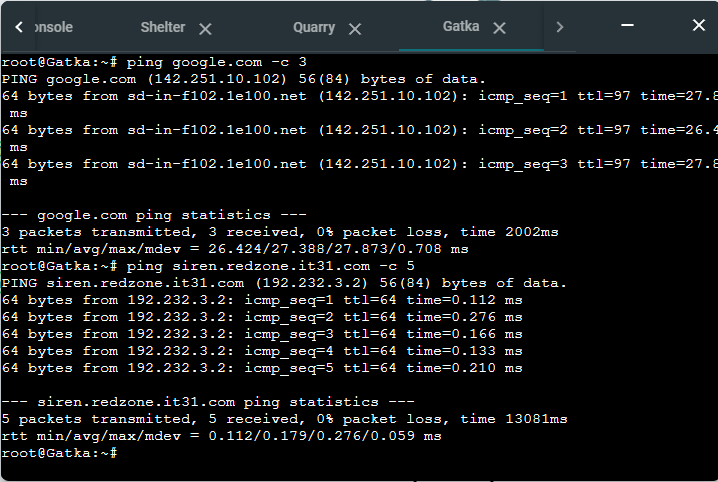 onsole
Shelter
Quarry
Gatka
root@Gatka:~# ping google.com -c 3
PING google.com (142.251.10.102) 56(84) bytes of data.
64 bytes from sd-in-f102.1e100.net (142.251.10.102): icmp_seq=1 ttl=97 time=27.8
ms
64 bytes from sd-in-f102.1e100.net (142.251.10.102): icmp_seq=2 ttl=97 time=26.4
ms
64 bytes from sd-in-f102.1e100.net (142.251.10.102): icmp_seq=3 ttl=97 time=27.8
ms
--- google.com ping statistics ---
3 packets transmitted, 3 received, 0% packet loss, time 2002ms
rtt min/avg/max/mdev = 26.424/27.388/27.873/0.708 ms
root@Gatka:~# ping siren.redzone.it31.com -c 5
PING siren.redzone.it31.com (192.232.3.2) 56(84) bytes of data.
64 bytes from 192.232.3.2: icmp_seq=1 ttl=64 time=0.112 ms
64 bytes from 192.232.3.2: icmp_seq=2 ttl=64 time=0.276 ms
64 bytes from 192.232.3.2: icmp_seq=3 ttl=64 time=0.166 ms
64 bytes from 192.232.3.2: icmp_seq=4 ttl=64 time=0.133 ms
64 bytes from 192.232.3.2: icmp_seq=5 ttl=64 time=0.210 ms
--- siren.redzone.it31.com ping statistics ---
5 packets transmitted, 5 received, 0% packet loss, time 13081ms
rtt min/avg/max/mdev = 0.112/0.179/0.276/0.059 ms
root@Gatka:~#